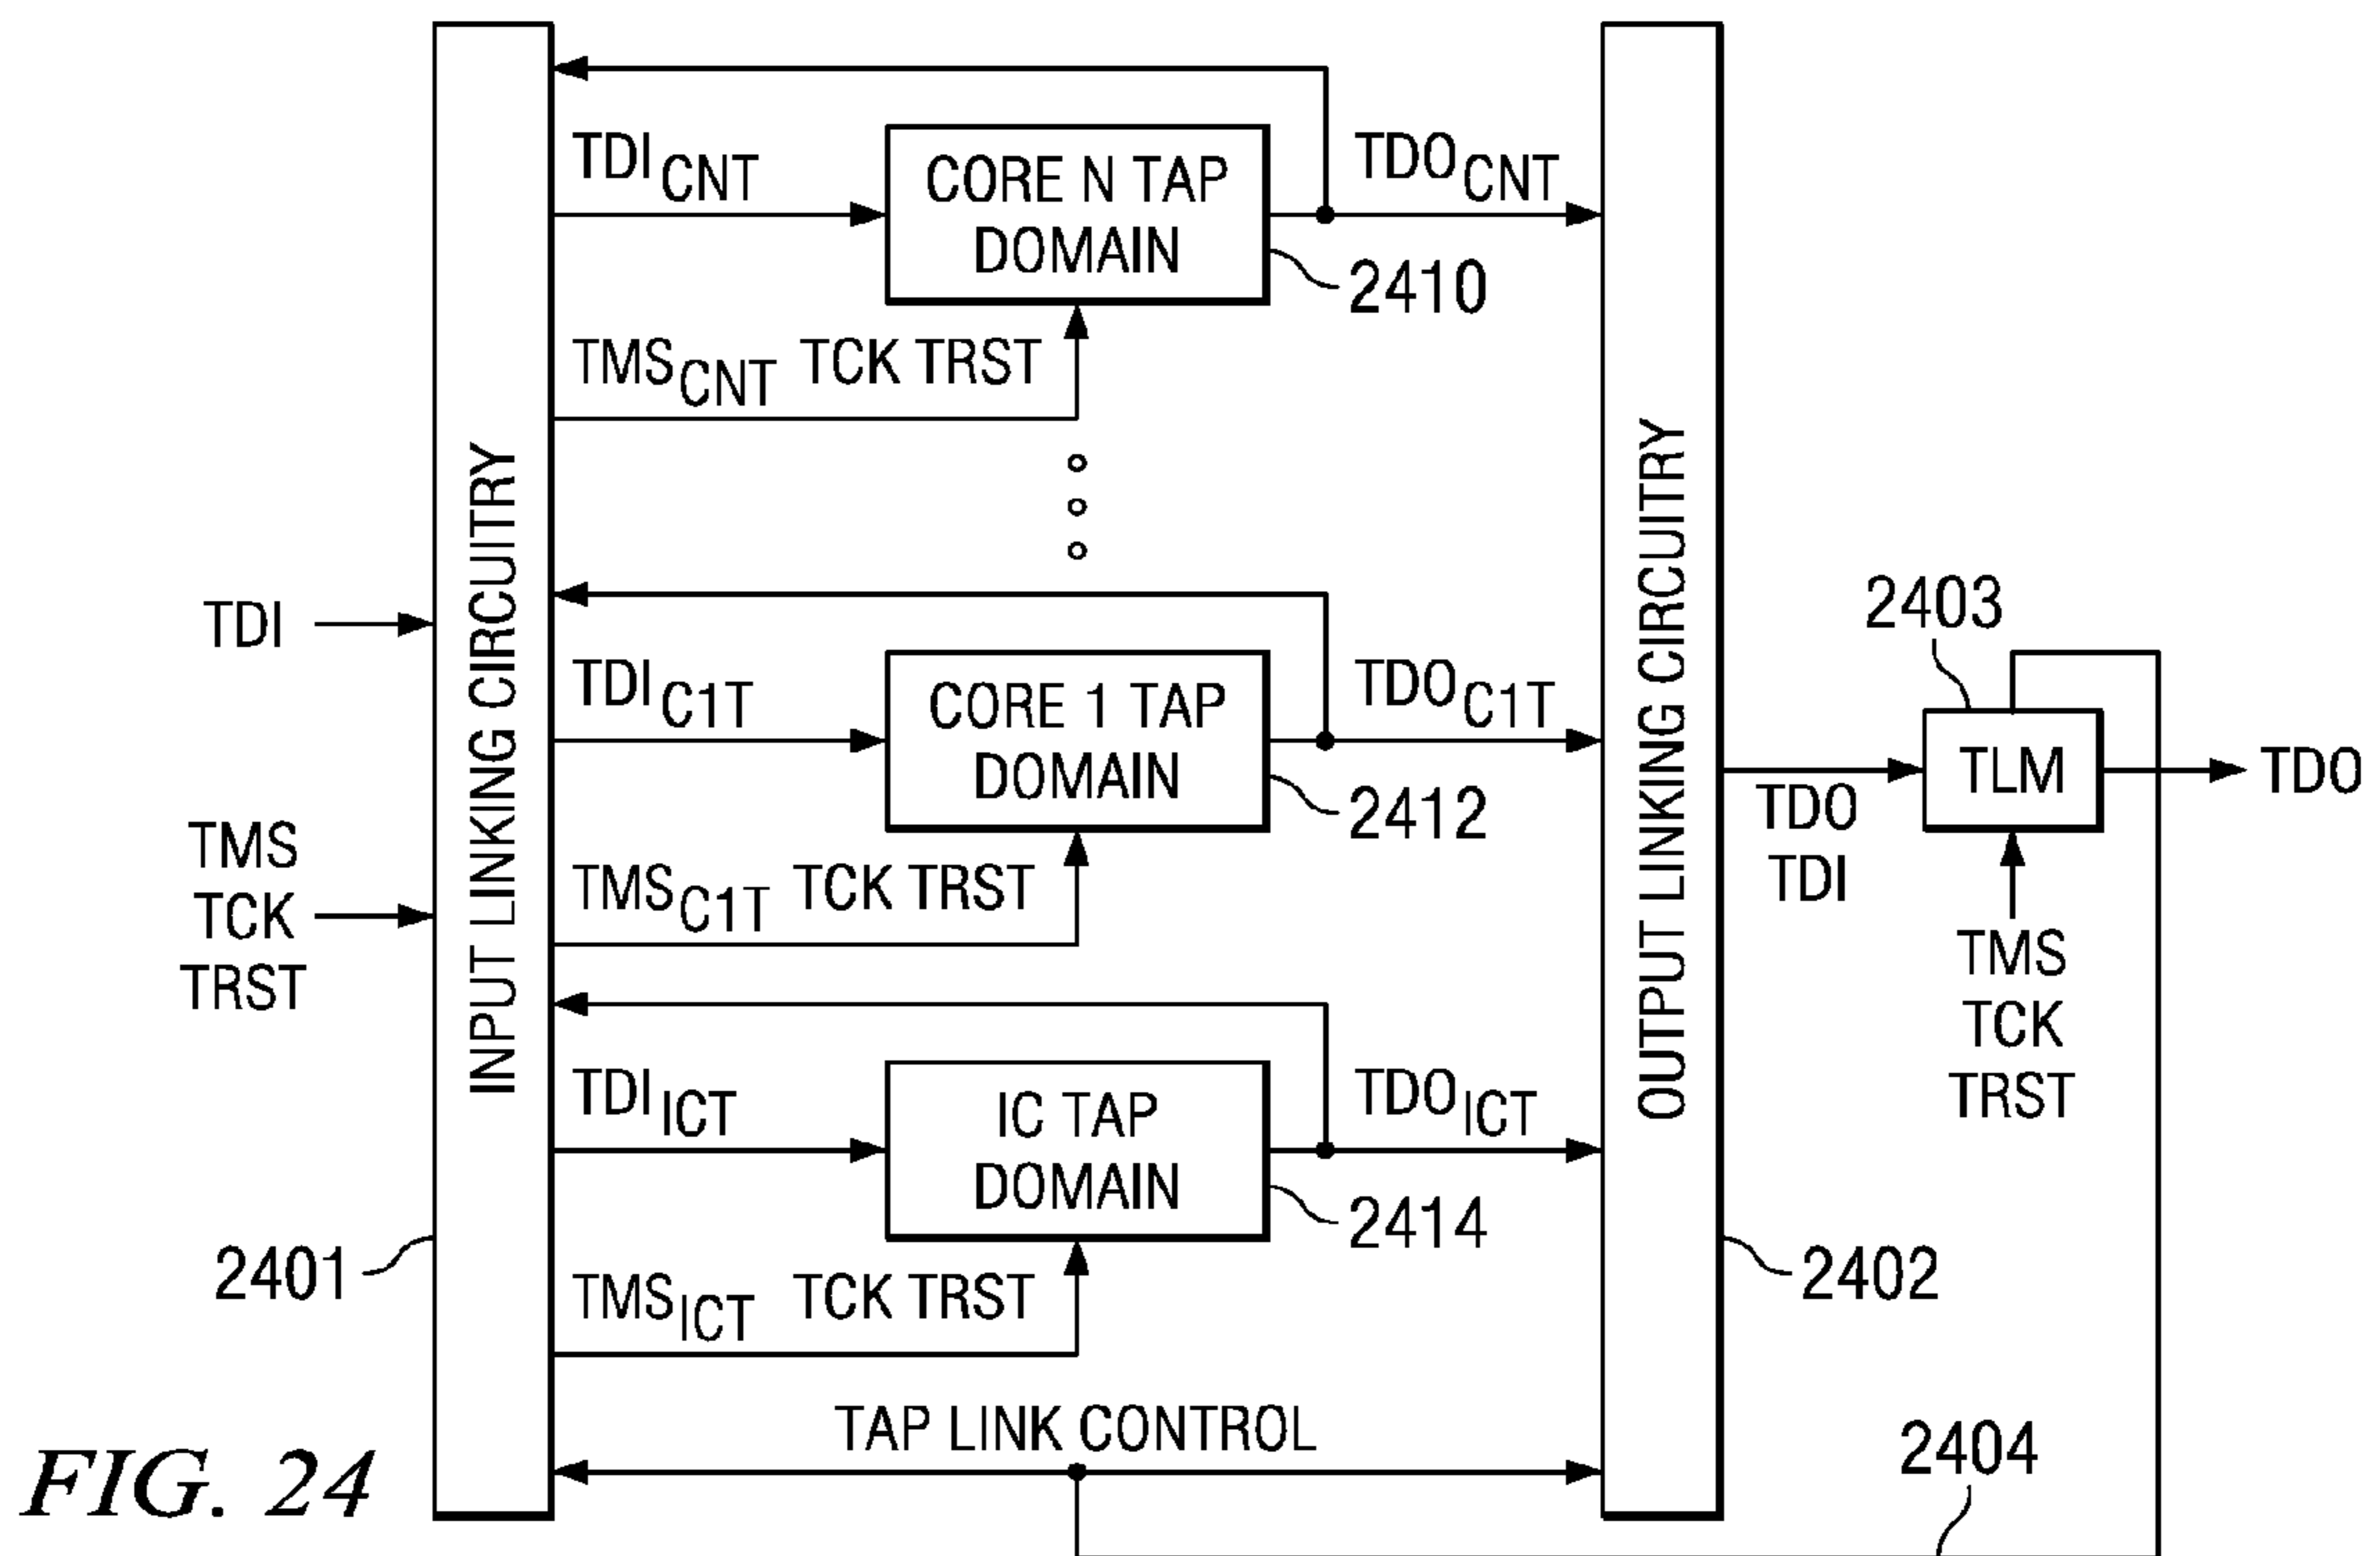 TDI CNT
CORE N TAP
DOMAIN
TDO CNT
2410
TMS CNT TCK TRST
INPUT LINKING CIRCUITRY
OUTPUT LINKING CIRCUITRY
TDI
2403
TDI C1T
CORE 1 TAP
DOMAIN
TDO C1T
2412
TLM
TDO
TDO
TDI
TMS
TCK
TRST
TMS C1T TCK TRST
TMS
TCK
TRST
TDI ICT
IC TAP
DOMAIN
TDO ICT
2414
2401
2402
TMS ICT TCK TRST
TAP LINK CONTROL
2404
FIG. 24